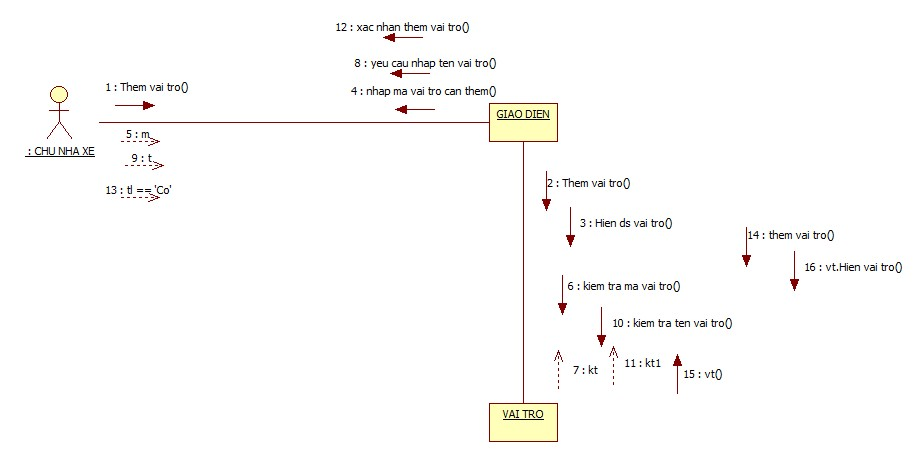 12 : xac nhan them vai tro()
8 : yeu cau nhap ten vai tro()
1 : Them vai tro()
4 : nhap ma vai tro can them()
GIAO DIEN
5 : m
: CHU NHA XE
9 : t
13 : tl == 'Co'
2 : Them vai tro()
3 : Hien ds vai tro()
14 : them vai tro()
16 : vt.Hien vai tro()
6 : kiem tra ma vai tro()
10 : kiem tra ten vai tro()
7 : kt
11 : kt1
15 : vt()
VAI TRO